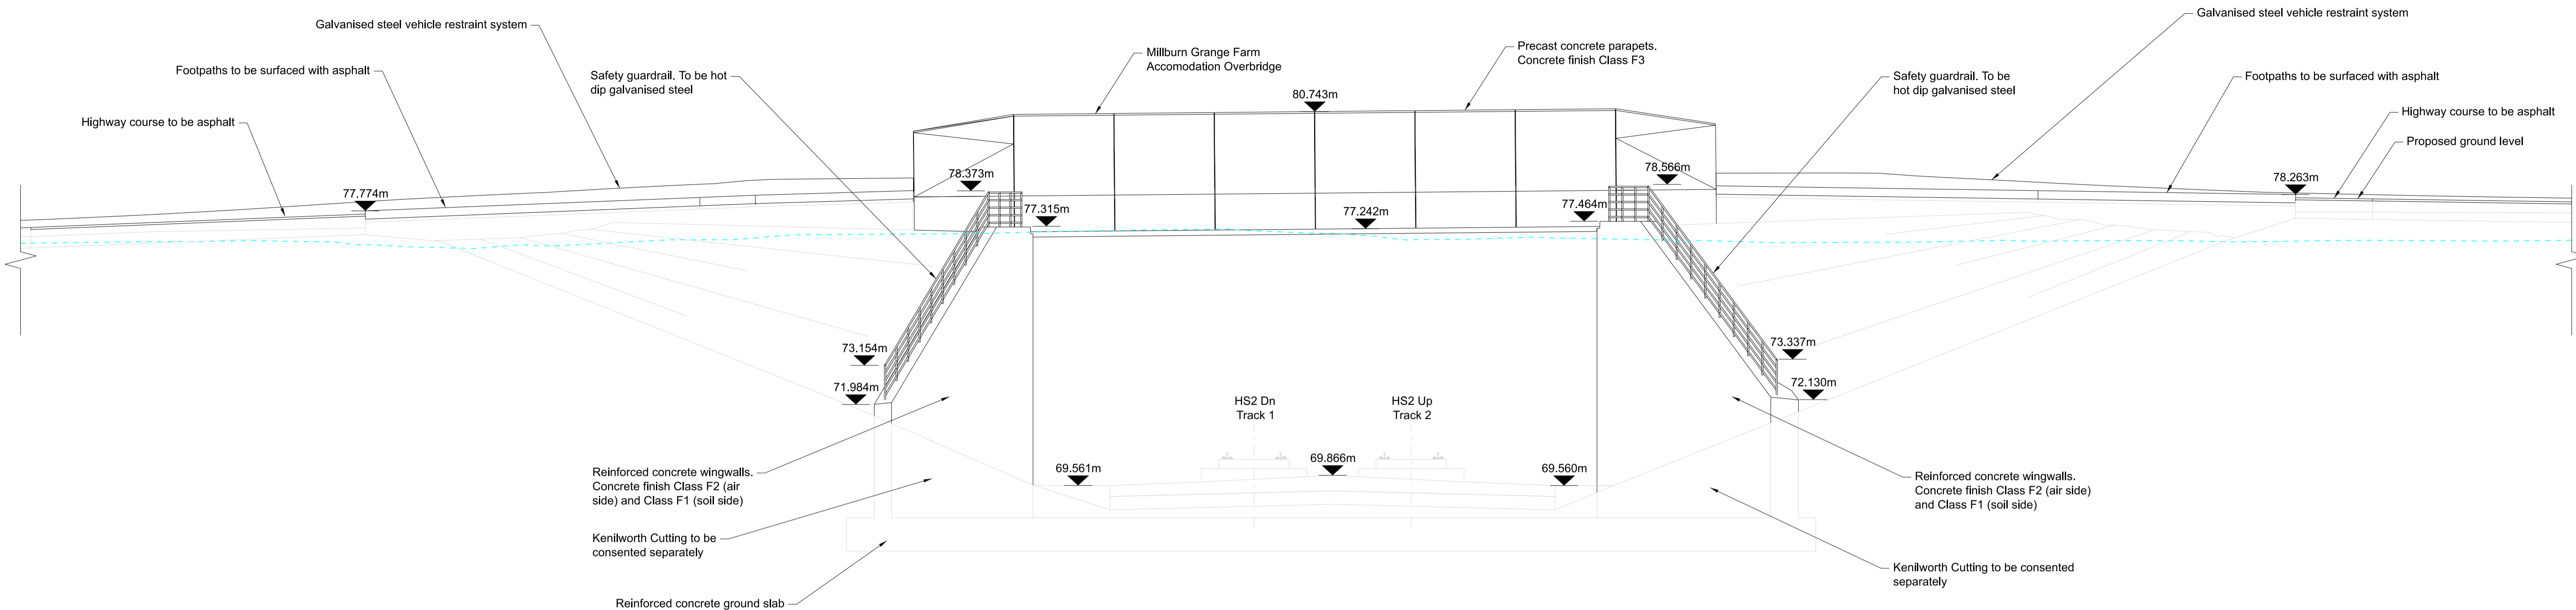 Galvanised steel vehicle restraint system
Footpaths to be surfaced with asphalt
Highway course to be asphalt
Safety guardrail. To be hot
dip galvanised steel
Millburn Grange Farm
Accomodation Overbridge
Precast concrete parapets.
Concrete finish Class F3
Safety guardrail. To be
hot dip galvanised steel
Galvanised steel vehicle restraint system
Footpaths to be surfaced with asphalt
Highway course to be asphalt
Proposed ground level
80.743m
77.774m
78.373m
78.566m
78.263m
77.315m
77.242m
77.464m
73.154m
73.337m
71.984m
72.130m
HS2 Dn
Track 1
HS2 Up
Track 2
69.561m
69.866m
69.560m
Reinforced concrete wingwalls.
Concrete finish Class F2 (air
side) and Class F1 (soil side)
Kenilworth Cutting to be
consented separately
Reinforced concrete ground slab
Reinforced concrete wingwalls.
Concrete finish Class F2 (air side)
and Class F1 (soil side)
Kenilworth Cutting to be consented
separately